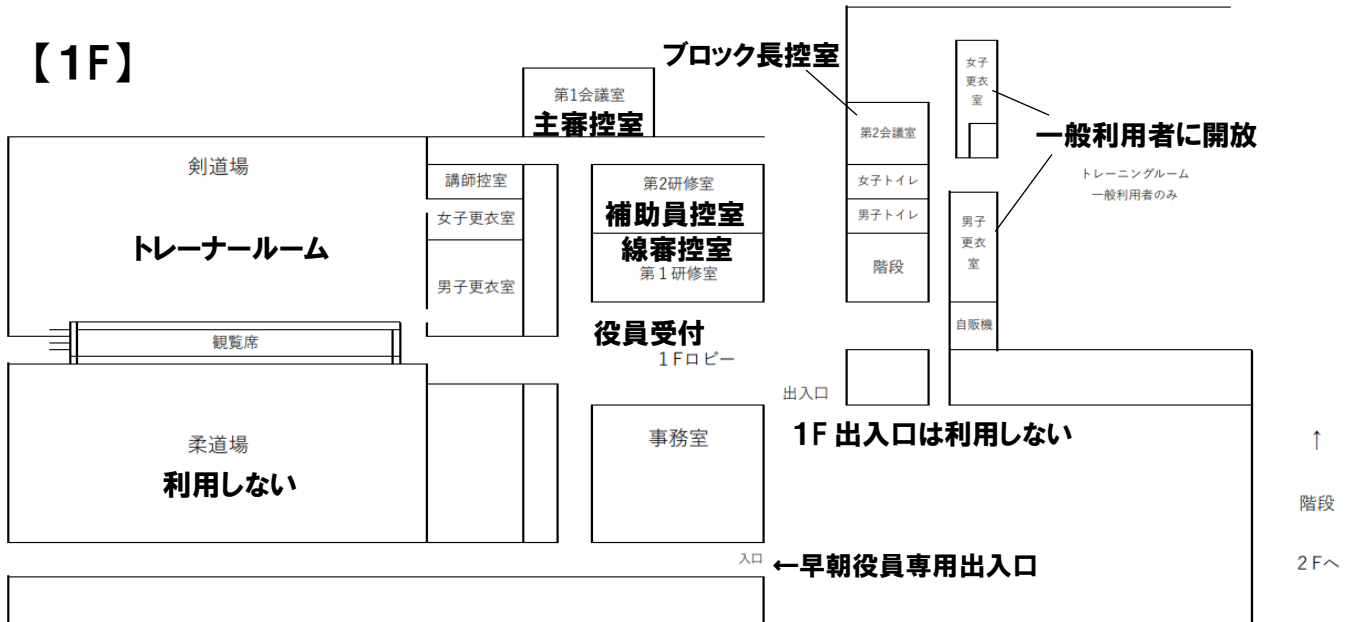 【1F】
ブロック長控室
女子
更衣
室
第1会議室
主審控室
第2会議室
一般利用者に開放
剣道場
講師控室
第2研修室
女子トイレ
トレーニングルーム
一般利用者のみ
女子更衣室
補助員控室
男子トイレ
男子
更衣
室
トレーナールーム
線審控室
第１研修室
階段
男子更衣室
観覧席
役員受付
1Fロビー
自販機
出入口
柔道場
利用しない
事務室
1F 出入口は利用しない
↑
階段
2Fへ
入口
←早朝役員専用出入口